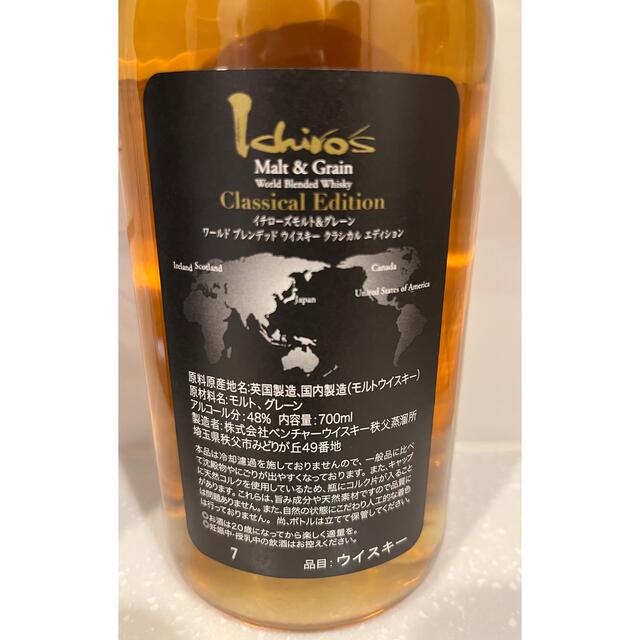 Ichiro's
Malt & Grain
World Blended Whisky
Classical Edition
イチローズモルト&グレーン
ワールド ブレンデッド ウイスキー クラシカル エディション
Ireland Scotland
Canada
Japan
United States of America
原料原産地名:英国製造、国内製造(モルトウイスキー)
原材料名:モルト、グレーン
アルコール分:48% 内容量:700ml
製造者:株式会社ベンチャーウイスキー秩父蒸溜所
埼玉県秩父市みどりが丘49番地
本品は冷却濾過を施しておりませんので、一般品に比べ
て沈殿物やにごりが出やすくなっております。また、キャップ
に天然コルクを使用しているため、瓶にコルク片が入ること
があります。これらは、旨み成分や天然素材ですので品質に
は問題ありません。また、自然の状態にこだわり人工的な着色
は行っておりません。 尚、ボトルは立てて保管してください。
◎お酒は20歳になってから楽しく適量を。
◎妊娠中・授乳中の飲酒はお控えください。
7
品目:ウイスキー